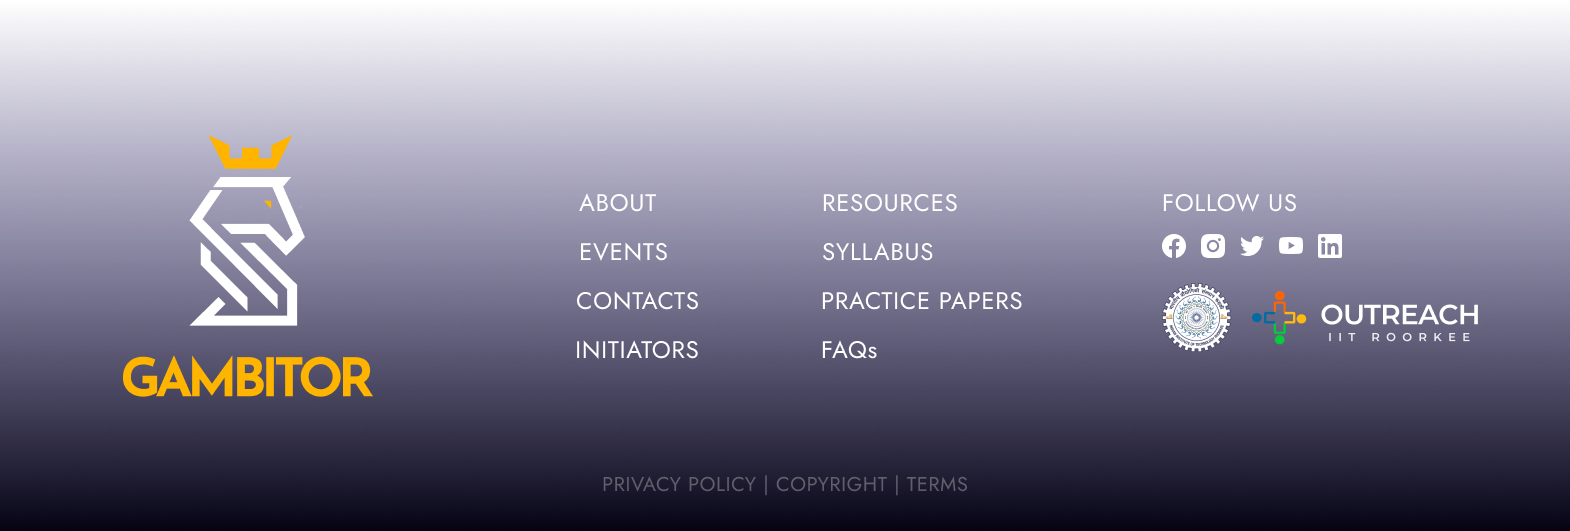 GAMBITOR
ABOUT
EVENTS
CONTACTS
INITIATORS
RESOURCES
SYLLABUS
PRACTICE PAPERS
FAQs
FOLLOW US
OUTREACH
IIT ROORKEE
PRIVACY POLICY | COPYRIGHT | TERMS